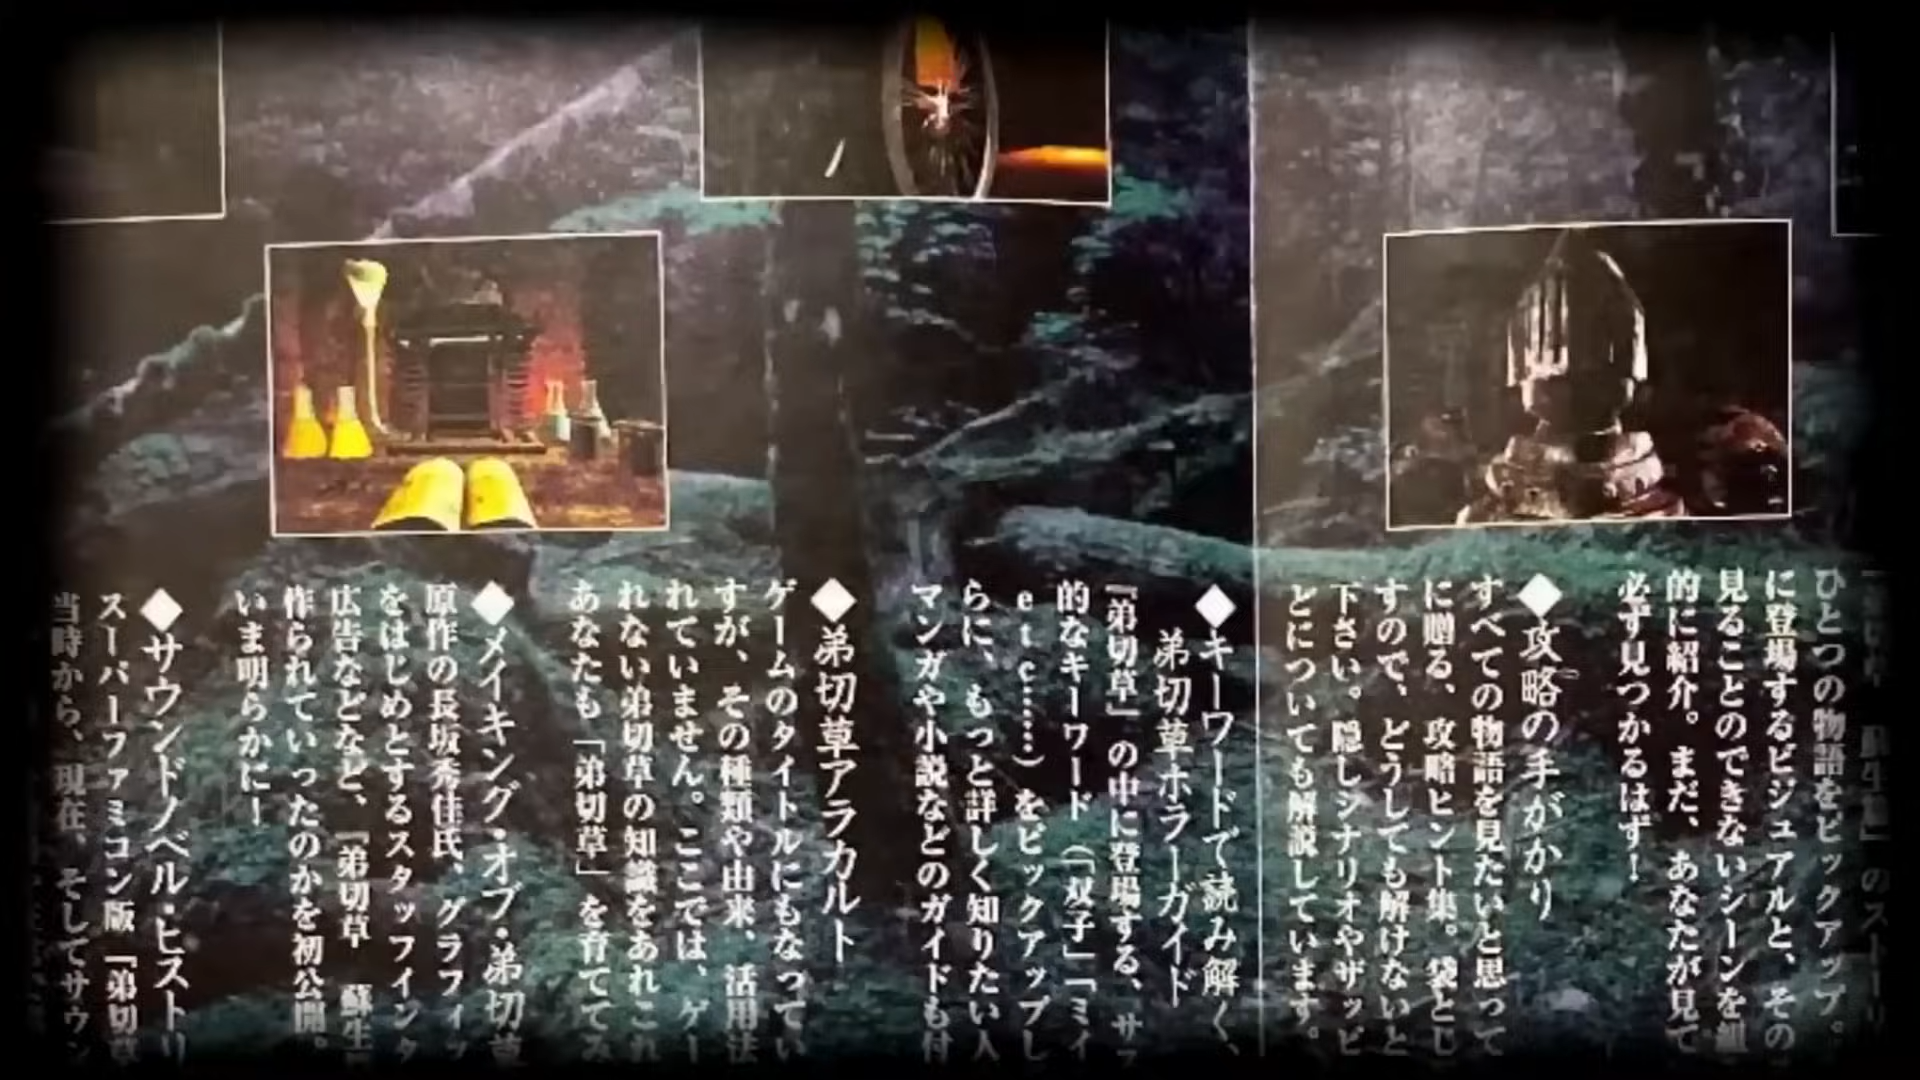 ひとつの物語をピックアップ。
に登場するビジュアルと、その
見ることのできないシーンを組
的に紹介。まだ、あなたが見て
必ず見つかるはず！
◆攻略の手がかり
すべての物語を見たいと思って
に贈る、攻略ヒント集。袋とじ
すので、どうしても解けないと
下さい。隠しシナリオやザッピ
どについても解説しています。
◆キーワードで読み解く、
弟切草ホラーガイド
『弟切草』の中に登場する、サス
的なキーワード（「双子」「ミイ
etc……）をピックアップし
らに、もっと詳しく知りたい人
マンガや小説などのガイドも付
◆弟切草アラカルト
ゲームのタイトルにもなってい
すが、その種類や由来、活用法
れていません。ここでは、ゲー
れない弟切草の知識をあれこれ
あなたも「弟切草」を育ててみ
◆メイキング・オブ・弟切草
原作の長坂秀佳氏、グラフィッ
をはじめとするスタッフインタ
広告などなど、『弟切草　蘇生
作られていったのかを初公開。
いま明らかに！
◆サウンドノベル・ヒストリ
スーパーファミコン版『弟切草
当時から、現在、そしてサウン